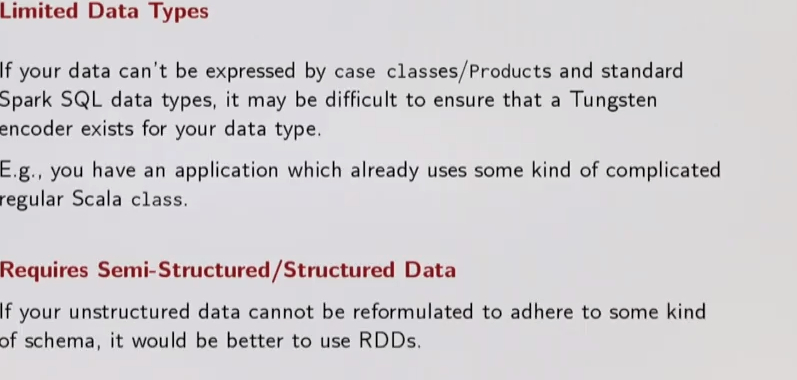 Limited Data Types
If your data can't be expressed by case classes/Products and standard
Spark SQL data types, it may be difficult to ensure that a Tungsten
encoder exists for your data type.
E.g., you have an application which already uses some kind of complicated
regular Scala class.
Requires Semi-Structured/Structured Data
If your unstructured data cannot be reformulated to adhere to some kind
of schema, it would be better to use RDDs.